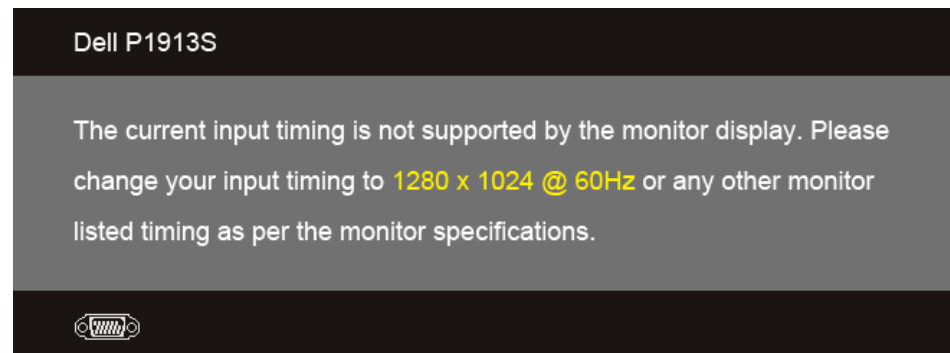 Dell P1913S
The current input timing is not supported by the monitor display. Please
change your input timing to 1280 x 1024 @ 60Hz or any other monitor
listed timing as per the monitor specifications.